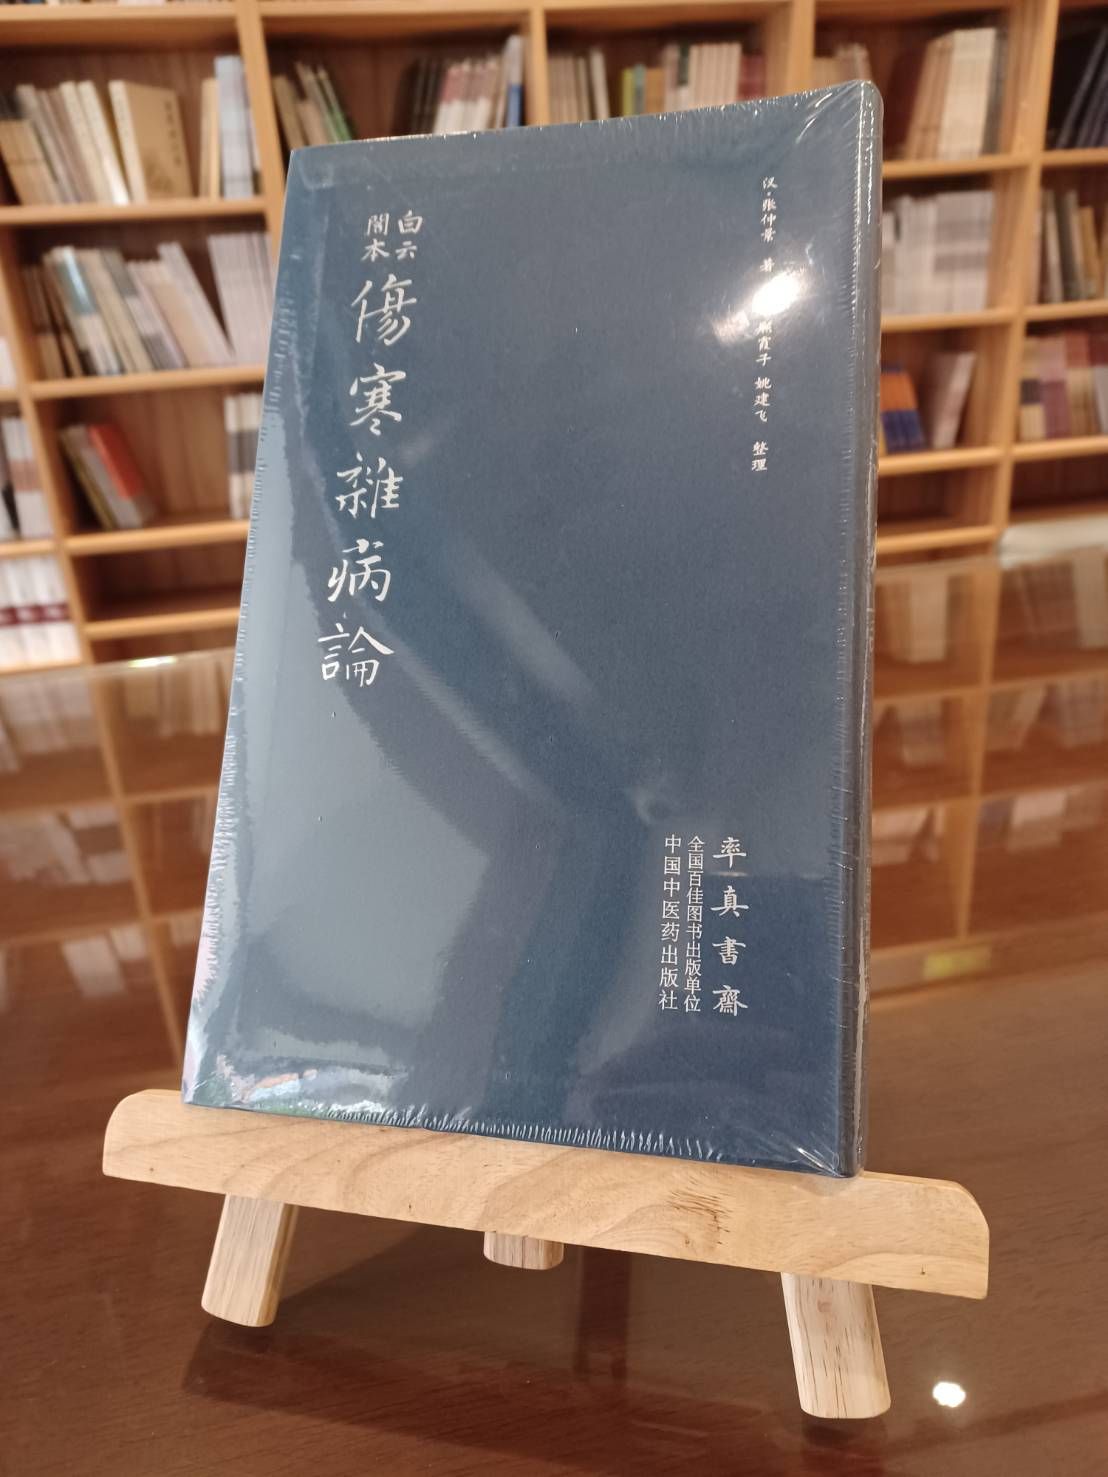 白云
閣本
傷寒雜病論
汉·张仲景 著 霞子 姚建飞 整理
率真書齋
全国百佳图书出版单位
中国中医药出版社